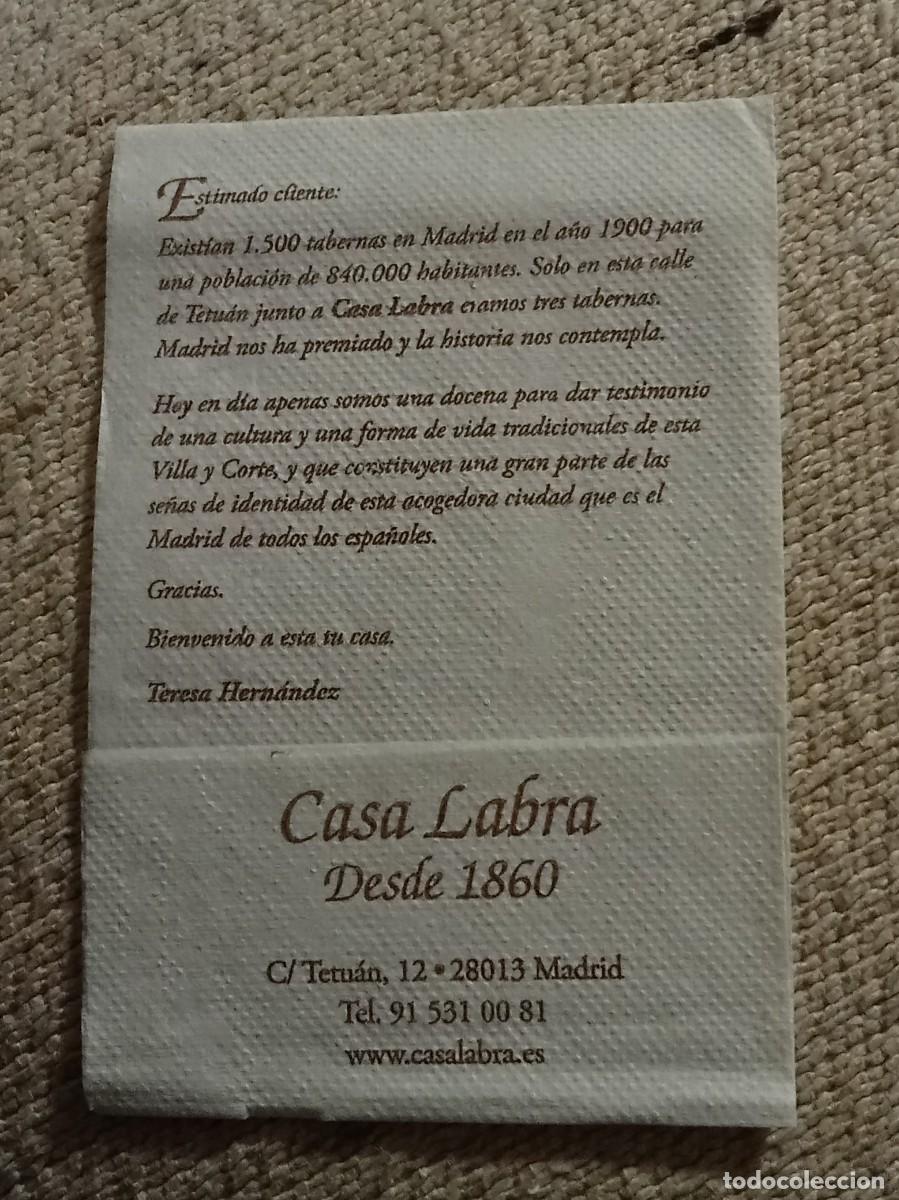 Estimado cliente:
Existían 1.500 tabernas en Madrid en el año 1900 para
una población de 840.000 habitantes. Solo en esta calle
de Tetuán junto a Casa Labra eramos tres tabernas.
Madrid nos ha premiado y la historia nos contempla.
Hoy en día apenas somos una docena para dar testimonio
de una cultura y una forma de vida tradicionales de esta
Villa y Corte, y que constituyen una gran parte de las
señas de identidad de esta acogedora ciudad que es el
Madrid de todos los españoles.
Gracias.
Bienvenido a esta tu casa.
Teresa Hernández
Casa Labra
Desde 1860
C/ Tetuán, 12 • 28013 Madrid
Tel. 91 531 00 81
www.casalabra.es
todocoleccion